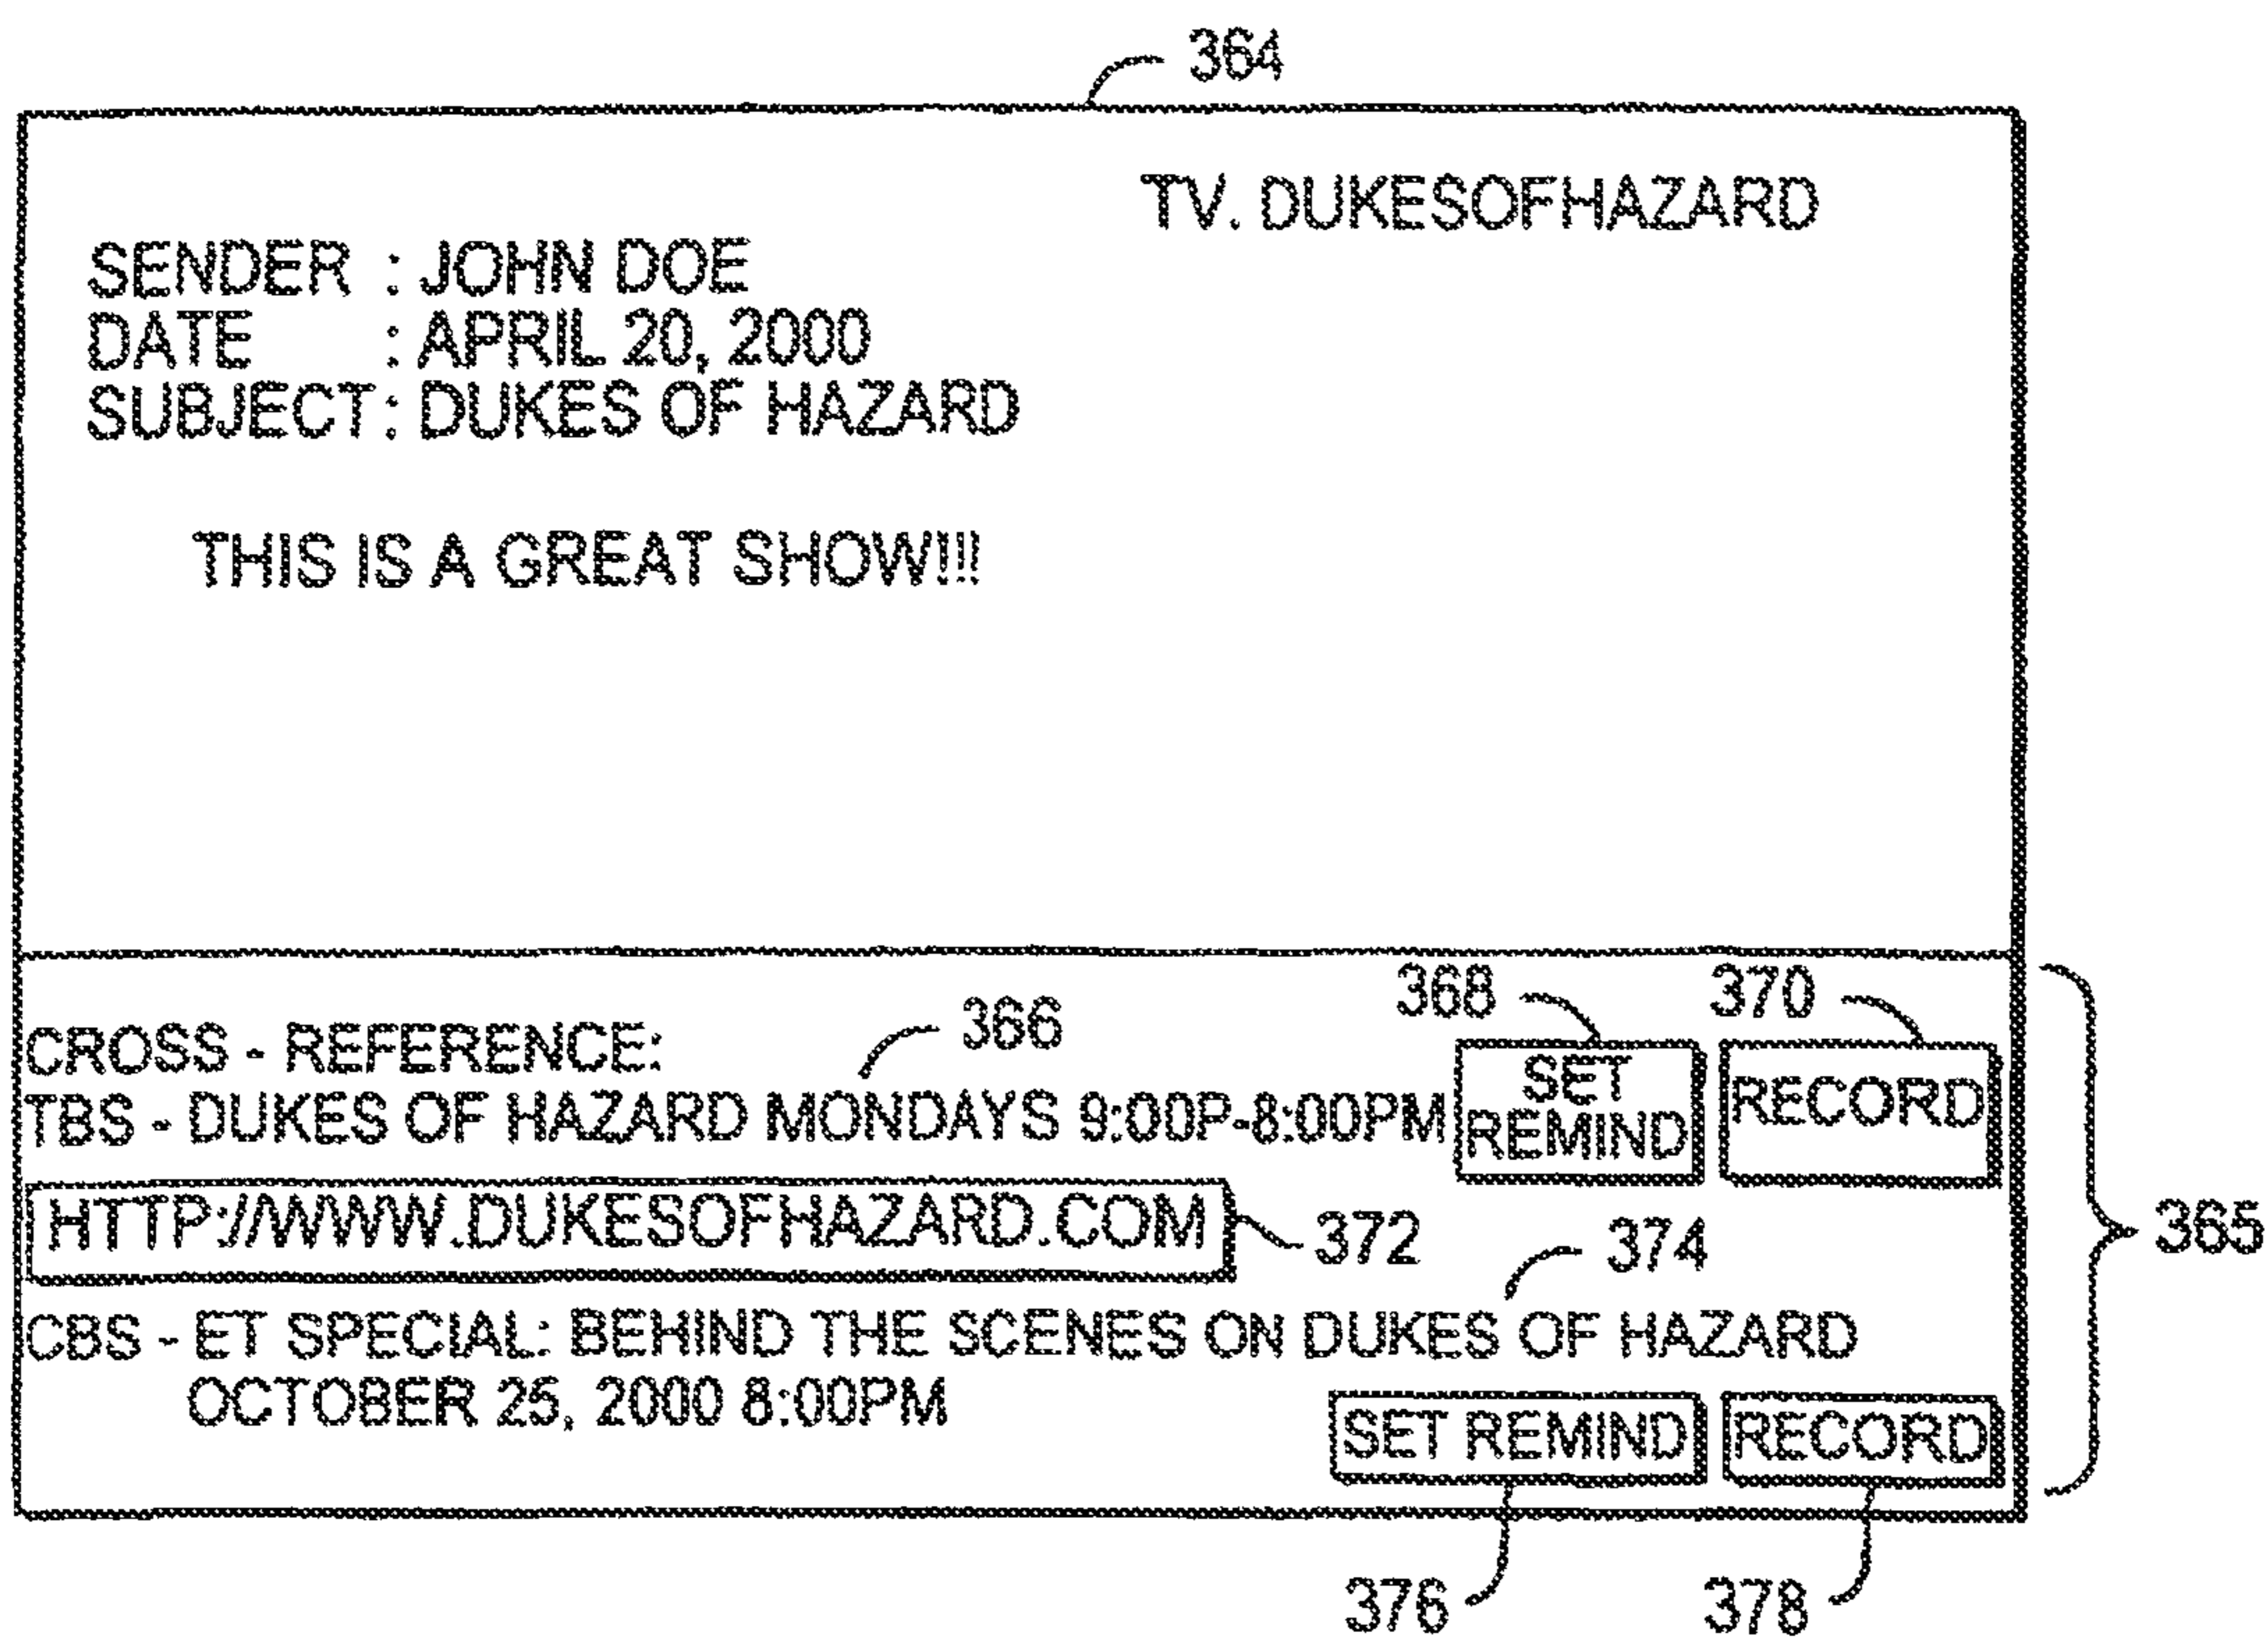 364
TV. DUKESOFHAZARD
SENDER : JOHN DOE
DATE : APRIL 20, 2000
SUBJECT : DUKES OF HAZARD
THIS IS A GREAT SHOW!!!
368 370
CROSS - REFERENCE: 366
TBS - DUKES OF HAZARD MONDAYS 9:00P-8:00PM
SET
REMIND
RECORD
HTTP://WWW.DUKESOFHAZARD.COM
372
374
365
CBS - ET SPECIAL: BEHIND THE SCENES ON DUKES OF HAZARD
OCTOBER 25, 2000 8:00PM
SET REMIND
RECORD
376 378